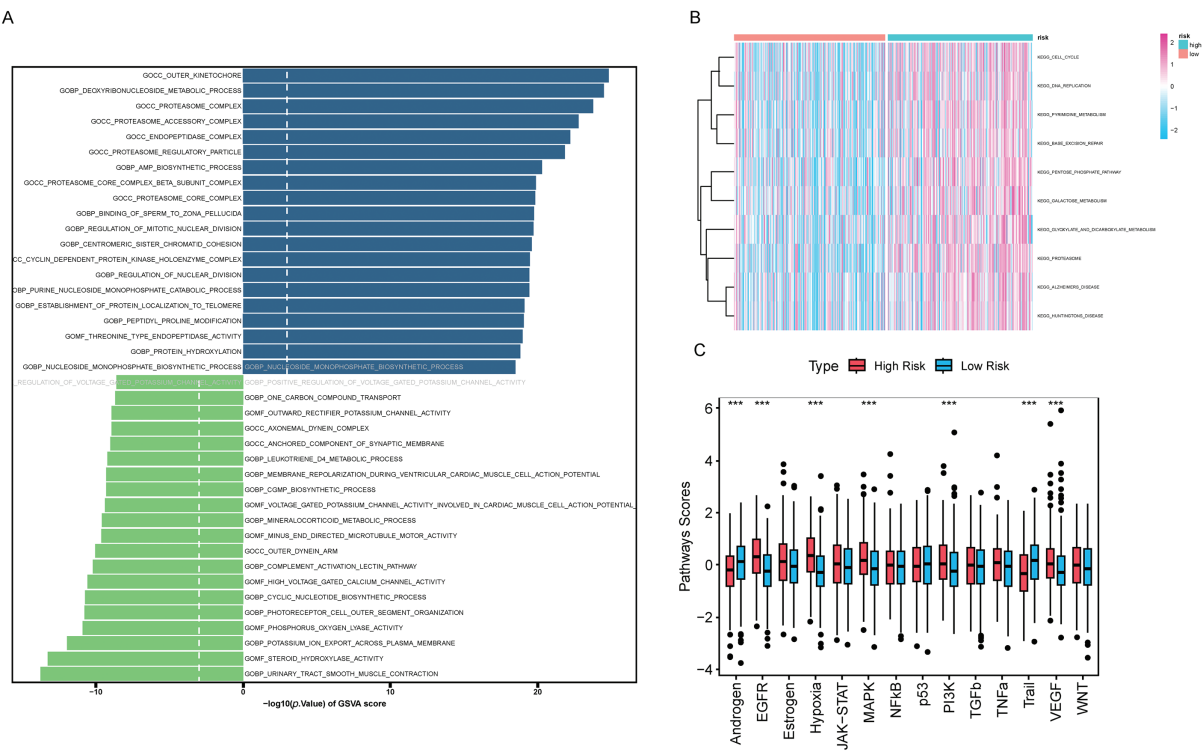 A
GOCC_OUTER_KINETOCHORE
GOBP_DEOXYRIBONUCLEOSIDE_METABOLIC_PROCESS
GOCC_PROTEASOME_COMPLEX
GOCC_PROTEASOME_ACCESSORY_COMPLEX
GOCC_ENDOPEPTIDASE_COMPLEX
GOCC_PROTEASOME_REGULATORY_PARTICLE
GOBP_AMP_BIOSYNTHETIC_PROCESS
GOCC_PROTEASOME_CORE_COMPLEX_BETA_SUBUNIT_COMPLEX
GOCC_PROTEASOME_CORE_COMPLEX
GOBP_BINDING_OF_SPERM_TO_ZONA_PELLUCIDA
GOBP_REGULATION_OF_MITOTIC_NUCLEAR_DIVISION
GOBP_CENTROMERIC_SISTER_CHROMATID_COHESION
CC_CYCLIN_DEPENDENT_PROTEIN_KINASE_HOLOENZYME_COMPLEX
GOBP_REGULATION_OF_NUCLEAR_DIVISION
OBP_PURINE_NUCLEOSIDE_MONOPHOSPHATE_CATABOLIC_PROCESS
GOBP_ESTABLISHMENT_OF_PROTEIN_LOCALIZATION_TO_TELOMERE
GOBP_PEPTIDYL_PROLINE_MODIFICATION
GOMF_THREONINE_TYPE_ENDOPEPTIDASE_ACTIVITY
GOBP_PROTEIN_HYDROXYLATION
GOBP_NUCLEOSIDE_MONOPHOSPHATE_BIOSYNTHETIC_PROCESS GOBP_NUCLEOSIDE_MONOPHOSPHATE_BIOSYNTHETIC_PROCESS
_REGULATION_OF_VOLTAGE_GATED_POTASSIUM_CHANNEL_ACTIVITY GOBP_POSITIVE_REGULATION_OF_VOLTAGE_GATED_POTASSIUM_CHANNEL_ACTIVITY
GOBP_ONE_CARBON_COMPOUND_TRANSPORT
GOMF_OUTWARD_RECTIFIER_POTASSIUM_CHANNEL_ACTIVITY
GOCC_AXONEMAL_DYNEIN_COMPLEX
GOCC_ANCHORED_COMPONENT_OF_SYNAPTIC_MEMBRANE
GOBP_LEUKOTRIENE_D4_METABOLIC_PROCESS
GOBP_MEMBRANE_REPOLARIZATION_DURING_VENTRICULAR_CARDIAC_MUSCLE_CELL_ACTION_POTENTIAL
GOBP_CGMP_BIOSYNTHETIC_PROCESS
GOMF_VOLTAGE_GATED_POTASSIUM_CHANNEL_ACTIVITY_INVOLVED_IN_CARDIAC_MUSCLE_CELL_ACTION_POTENTIAL_
GOBP_MINERALOCORTICOID_METABOLIC_PROCESS
GOMF_MINUS_END_DIRECTED_MICROTUBULE_MOTOR_ACTIVITY
GOCC_OUTER_DYNEIN_ARM
GOBP_COMPLEMENT_ACTIVATION_LECTIN_PATHWAY
GOMF_HIGH_VOLTAGE_GATED_CALCIUM_CHANNEL_ACTIVITY
GOBP_CYCLIC_NUCLEOTIDE_BIOSYNTHETIC_PROCESS
GOBP_PHOTORECEPTOR_CELL_OUTER_SEGMENT_ORGANIZATION
GOMF_PHOSPHORUS_OXYGEN_LYASE_ACTIVITY
GOBP_POTASSIUM_ION_EXPORT_ACROSS_PLASMA_MEMBRANE
GOMF_STEROID_HYDROXYLASE_ACTIVITY
GOBP_URINARY_TRACT_SMOOTH_MUSCLE_CONTRACTION
−10 0 10 20
−log10(p.Value) of GSVA score
B
risk
KEGG_CELL_CYCLE
KEGG_DNA_REPLICATION
KEGG_PYRIMIDINE_METABOLISM
KEGG_BASE_EXCISION_REPAIR
KEGG_PENTOSE_PHOSPHATE_PATHWAY
KEGG_GALACTOSE_METABOLISM
KEGG_GLYOXYLATE_AND_DICARBOXYLATE_METABOLISM
KEGG_PROTEASOME
KEGG_ALZHEIMERS_DISEASE
KEGG_HUNTINGTONS_DISEASE
2
1
0
−1
−2
risk
high
low
C
Type High Risk Low Risk
*** *** *** *** *** *** ***
Pathways Scores
6
4
2
0
−2
−4
Androgen
EGFR
Estrogen
Hypoxia
JAK−STAT
MAPK
NFkB
p53
PI3K
TGFb
TNFa
Trail
VEGF
WNT